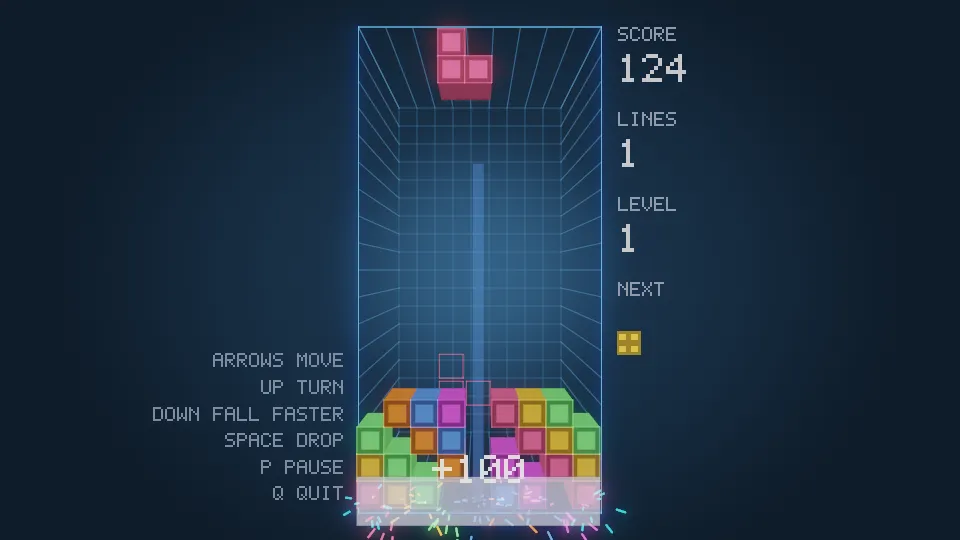 SCORE
124
LINES
1
LEVEL
1
NEXT
ARROWS MOVE
UP TURN
DOWN FALL FASTER
SPACE DROP
P PAUSE
Q QUIT
+100